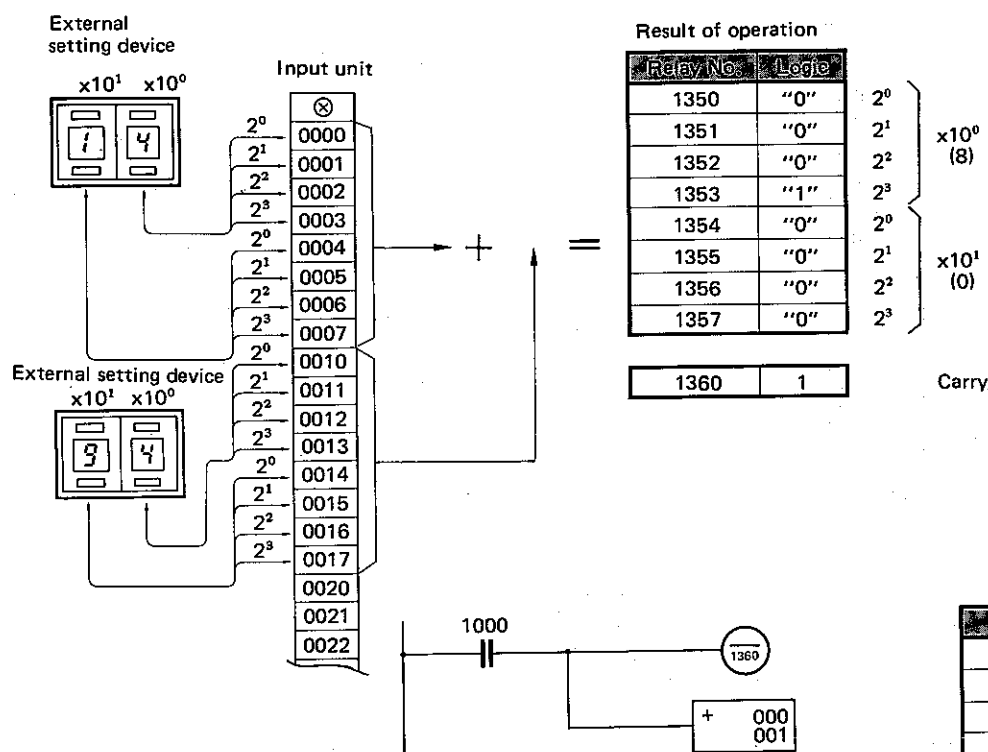 External
setting device
x10¹ x10⁰
1 4
Input unit
0000
0001
0002
0003
0004
0005
0006
0007
0010
0011
0012
0013
0014
0015
0016
0017
0020
0021
0022
2⁰
2¹
2²
2³
2⁰
2¹
2²
2³
2⁰
2¹
2²
2³
2⁰
2¹
2²
2³
External setting device
x10¹ x10⁰
9 4
+
=
Result of operation
Relay No. Logic
1350 "0" 2⁰
1351 "0" 2¹
1352 "0" 2²
1353 "1" 2³
x10⁰
(8)
1354 "0" 2⁰
1355 "0" 2¹
1356 "0" 2²
1357 "0" 2³
x10¹
(0)
1360 1 Carry
1000
1360
+ 000
001